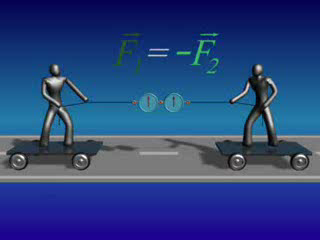 F⃗₁ = −F⃗₂